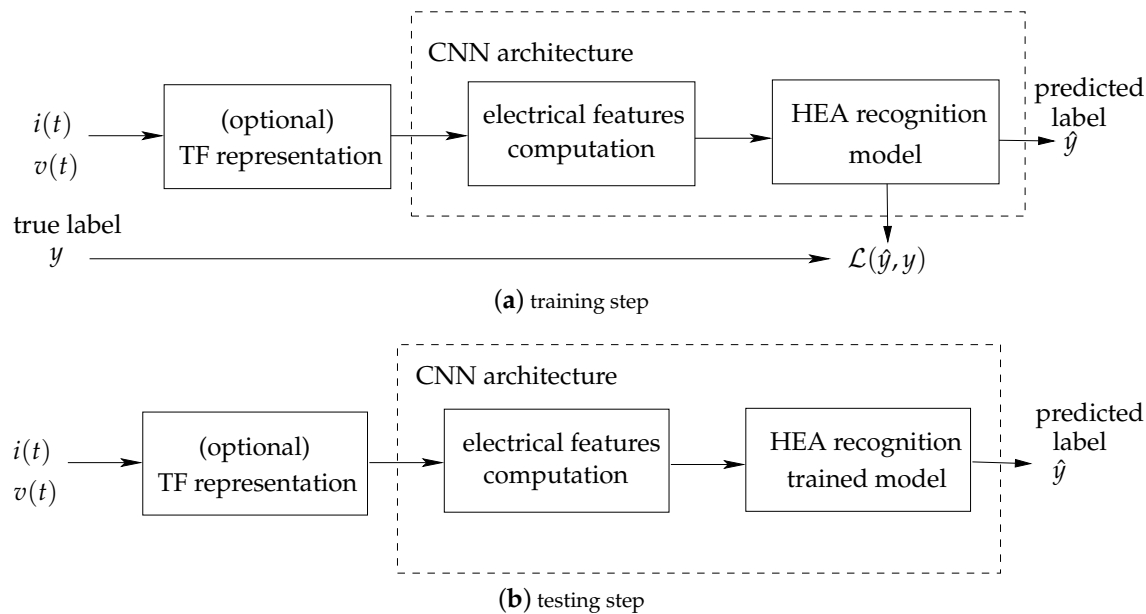 CNN architecture
i(t)
v(t)
(optional)
TF representation
electrical features
computation
HEA recognition
model
predicted
label
ŷ
true label
y
ℒ(ŷ, y)
(a) training step
CNN architecture
i(t)
v(t)
(optional)
TF representation
electrical features
computation
HEA recognition
trained model
predicted
label
ŷ
(b) testing step